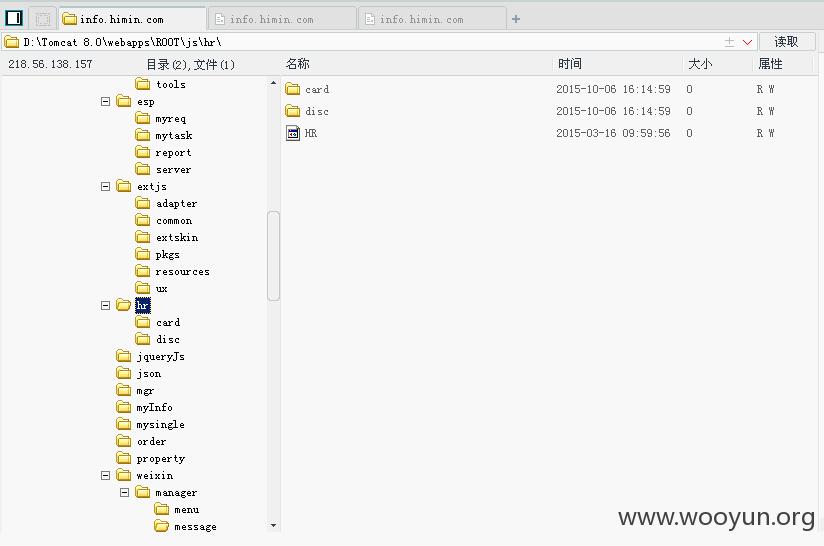 info.himin.com info.himin.com info.himin.com +
D:\Tomcat 8.0\webapps\ROOT\js\hr\ 读取
218.56.138.157 目录(2),文件(1) 名称 时间 大小 属性
tools
esp
myreq
mytask
report
server
extjs
adapter
common
extskin
pkgs
resources
ux
hr
card
disc
jqueryJs
json
mgr
myInfo
mysingle
order
property
weixin
manager
menu
message
card 2015-10-06 16:14:59 0 R W
disc 2015-10-06 16:14:59 0 R W
HR 2015-03-16 09:59:56 0 R W
www.wooyun.org